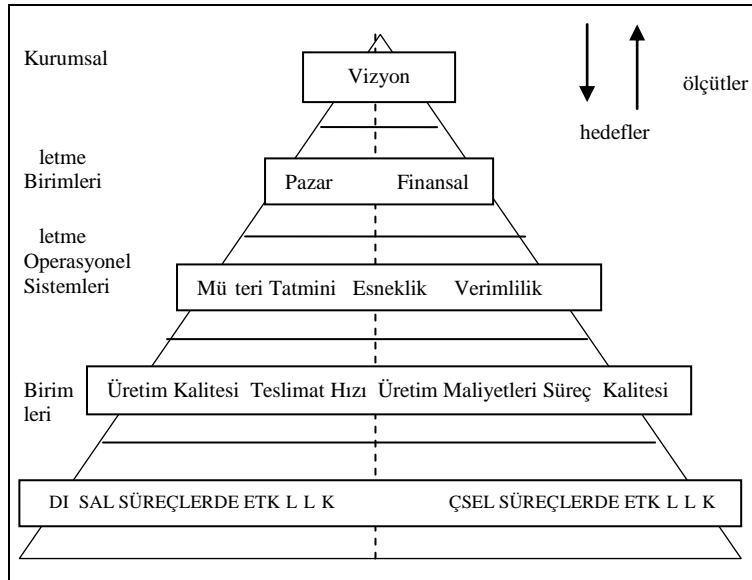 Kurumsal
Vizyon
ölçütler
hedefler
letme
Birimleri
Pazar Finansal
letme
Operasyonel
Sistemleri
Mü teri Tatmini Esneklik Verimlilik
Birim
leri
Üretim Kalitesi Teslimat Hızı Üretim Maliyetleri Süreç Kalitesi
DI SAL SÜREÇLERDE ETK L L K ÇSEL SÜREÇLERDE ETK L L K